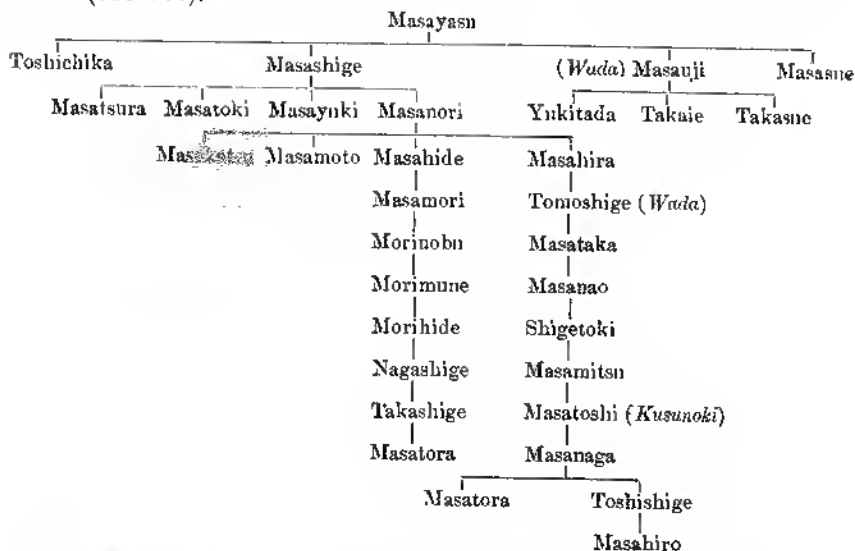 Masayasu
Toshichika Masashige (Wada) Masauji Masasue
Masatsura Masatoki Masayuki Masanori Yukitada Takaie Takasue
Masamoto Masahide Masahira
Masamori Tomoshige (Wada)
Morinobu Masataka
Morimune Masanao
Morihide Shigetoki
Nagashige Masamitsu
Takashige Masatoshi (Kusunoki)
Masatora Masanaga
Masatora Toshishige
Masahiro